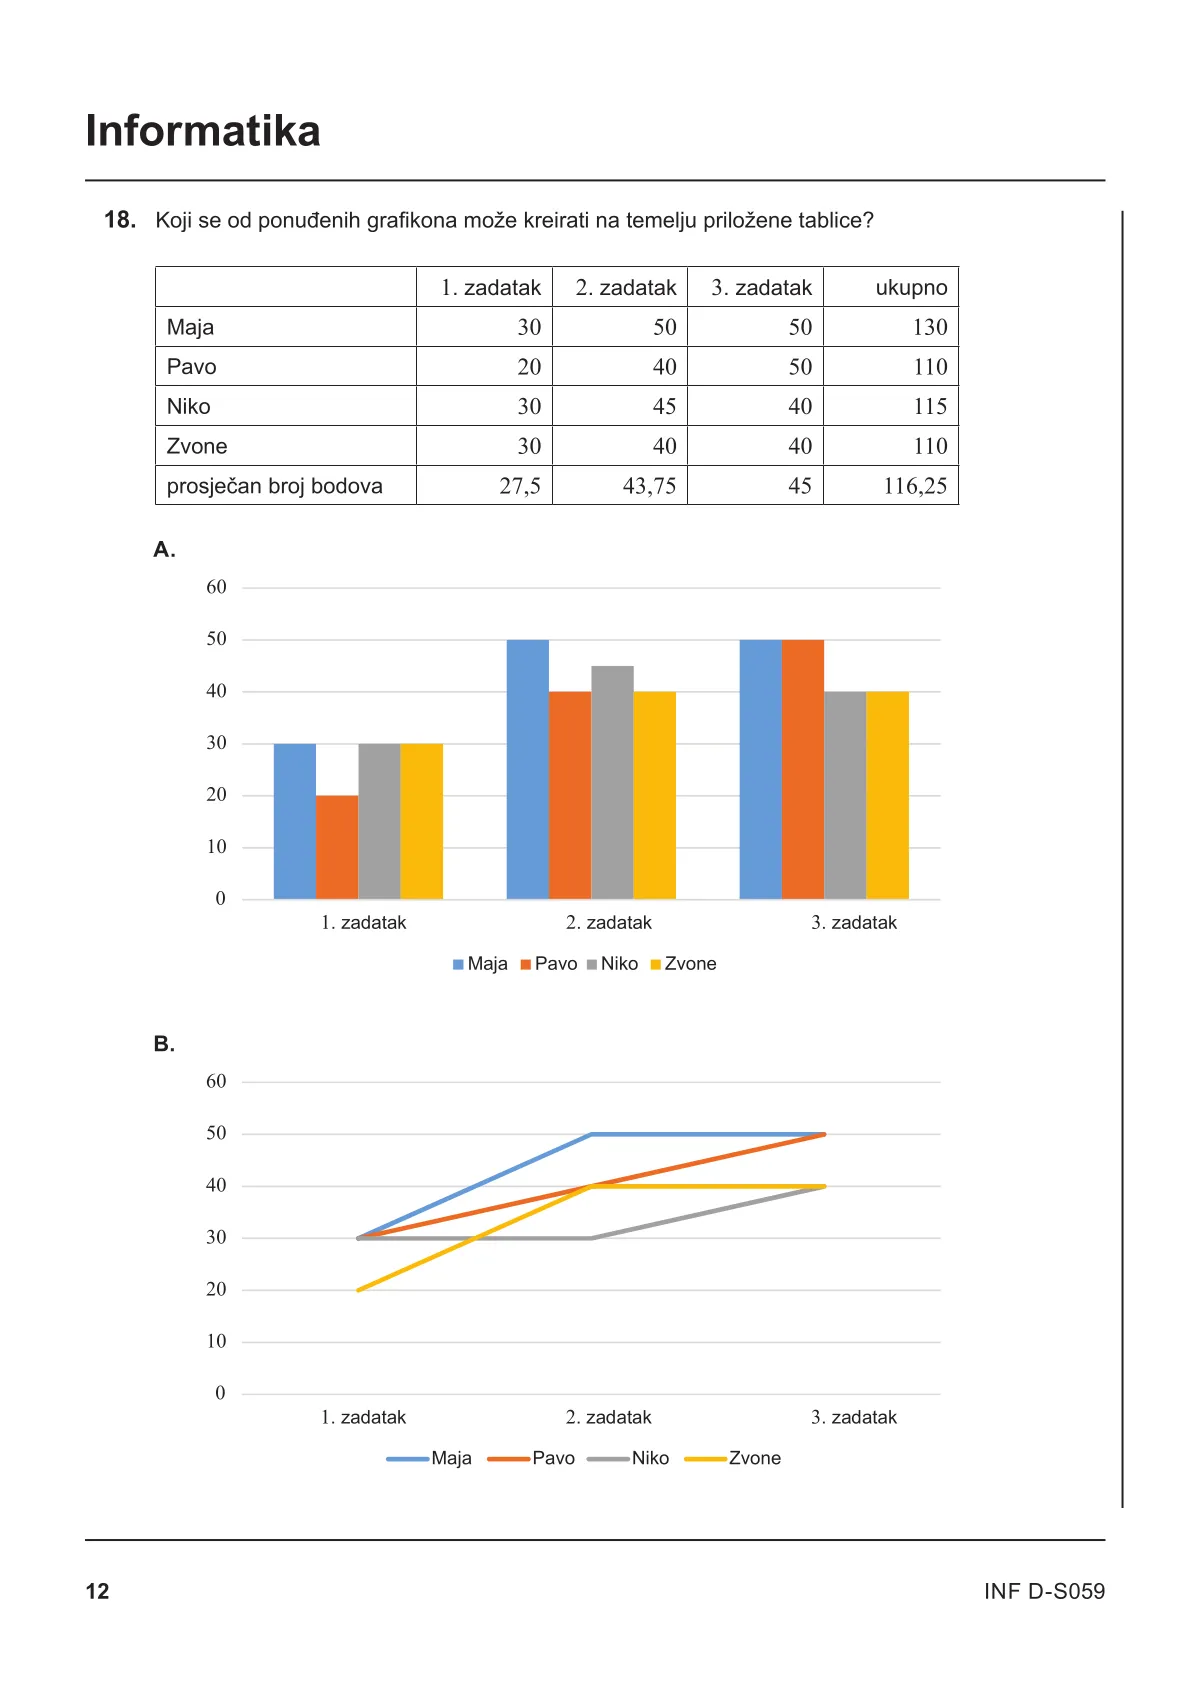 Informatika
18. Koji se od ponuđenih grafikona može kreirati na temelju priložene tablice?
1. zadatak 2. zadatak 3. zadatak ukupno
Maja 30 50 50 130
Pavo 20 40 50 110
Niko 30 45 40 115
Zvone 30 40 40 110
prosječan broj bodova 27,5 43,75 45 116,25
A.
60
50
40
30
20
10
0
1. zadatak 2. zadatak 3. zadatak
Maja Pavo Niko Zvone
B.
60
50
40
30
20
10
0
1. zadatak 2. zadatak 3. zadatak
Maja Pavo Niko Zvone
12 INF D-S059